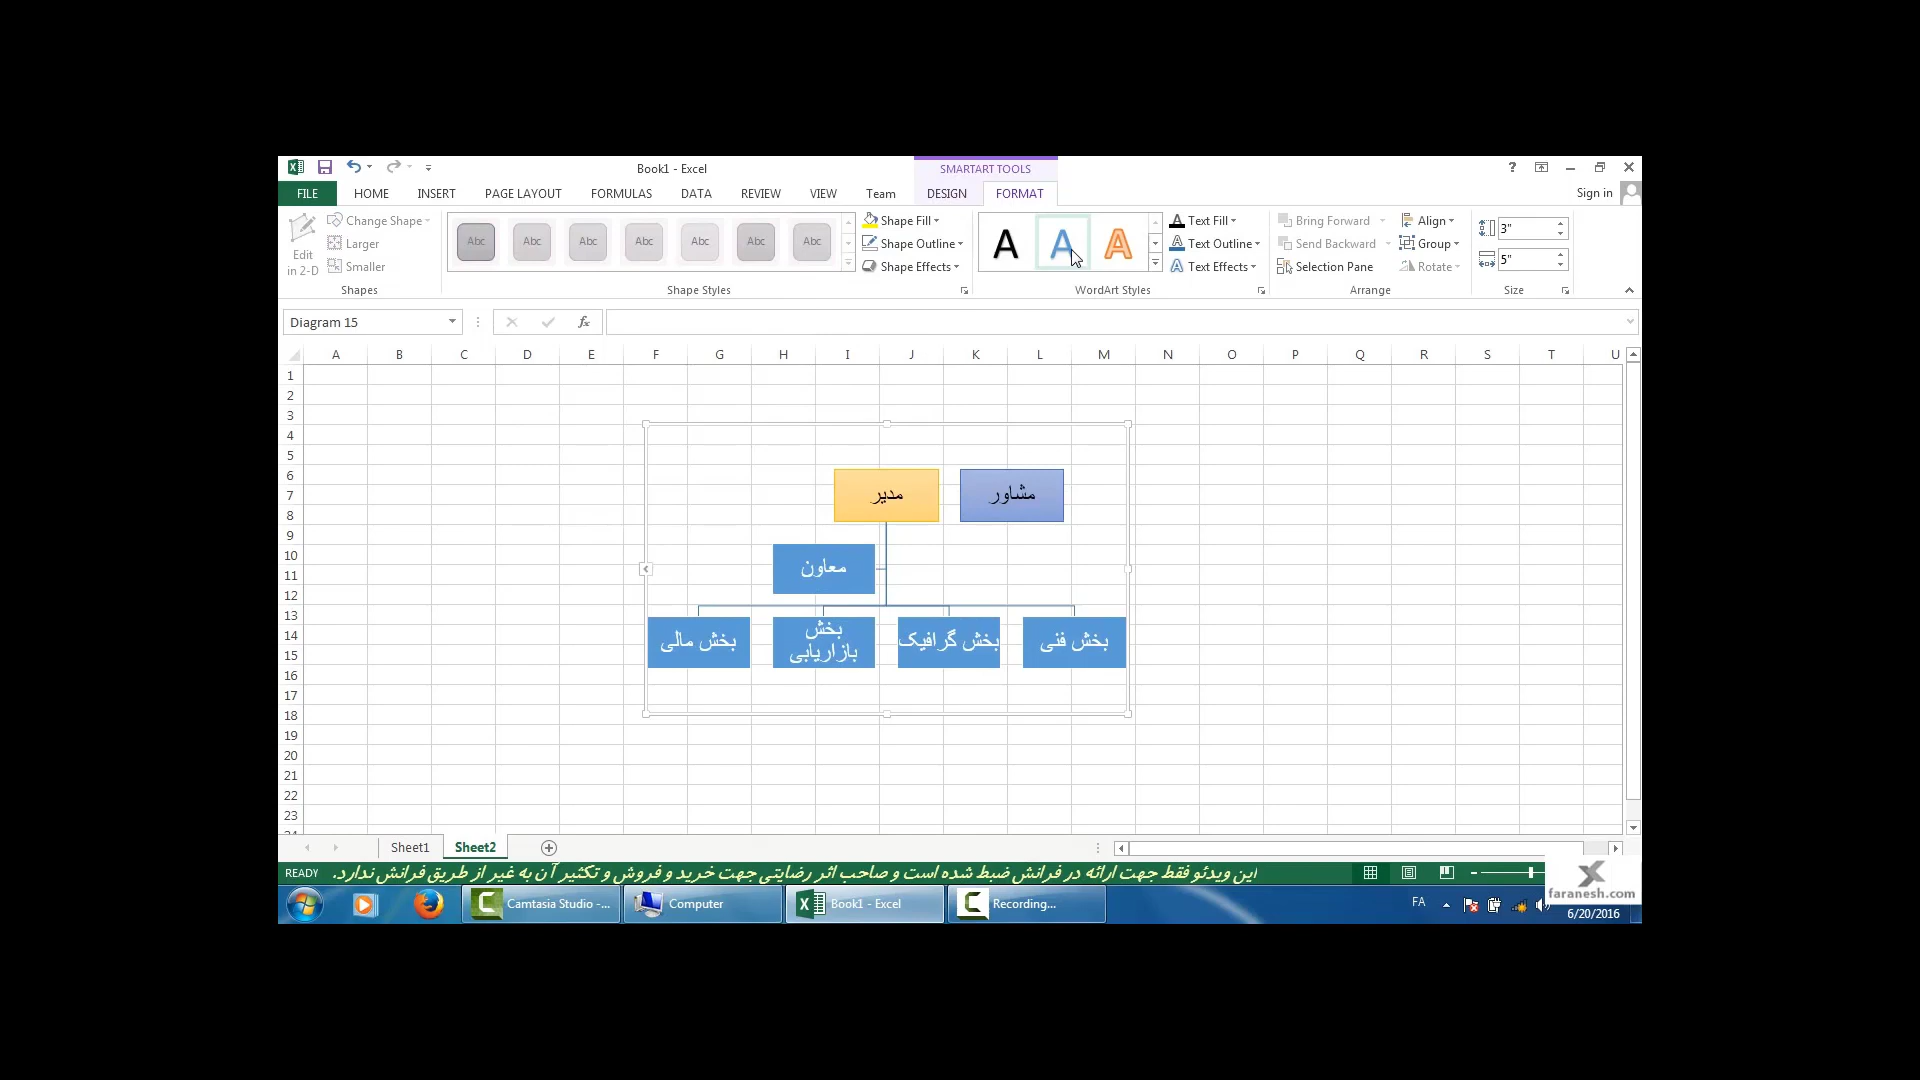 Book1 - Excel
SMARTART TOOLS
?
FILE
HOME
INSERT
PAGE LAYOUT
FORMULAS
DATA
REVIEW
VIEW
Team
DESIGN
FORMAT
Sign in
Edit
in 2-D
Change Shape
Larger
Smaller
Shapes
Abc
Abc
Abc
Abc
Abc
Abc
Abc
Shape Fill
Shape Outline
Shape Effects
Shape Styles
A
A
A
Text Fill
Text Outline
Text Effects
WordArt Styles
Bring Forward
Send Backward
Selection Pane
Align
Group
Rotate
Arrange
3"
5"
Size
Diagram 15
fx
A B C D E F G H I J K L M N O P Q R S T U
1
2
3
4
5
6
7
8
9
10
11
12
13
14
15
16
17
18
19
20
21
22
23
24
مدیر
مشاور
معاون
بخش مالی
بخش
بازاریابی
بخش گرافیک
بخش فنی
Sheet1
Sheet2
READY
این ویدئو فقط جهت ارائه در فرانش ضبط شده است و صاحب اثر رضایتی جهت خرید و فروش و تکثیر آن به غیر از طریق فرانش ندارد.
faranesh.com
Camtasia Studio -...
Computer
Book1 - Excel
Recording...
FA
6/20/2016